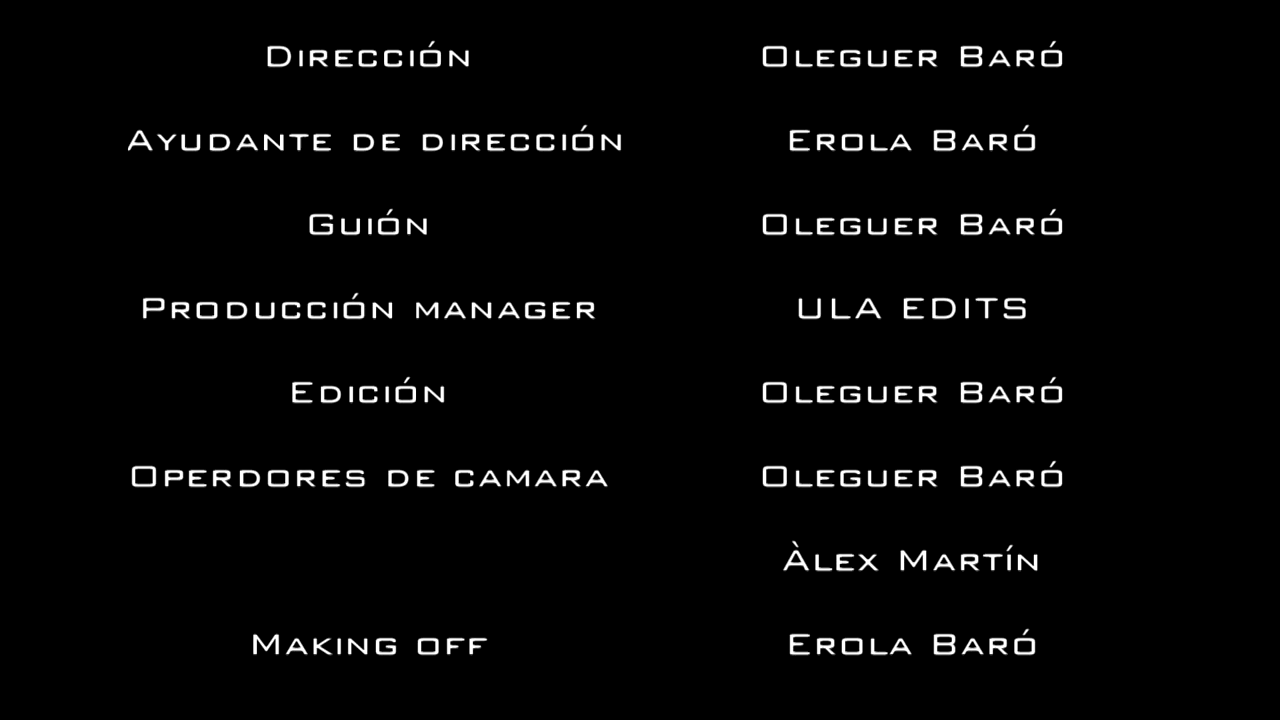 Dirección Oleguer Baró
Ayudante de dirección Erola Baró
Guión Oleguer Baró
Producción manager ULA EDITS
Edición Oleguer Baró
Operdores de camara Oleguer Baró
Àlex Martín
Making off Erola Baró